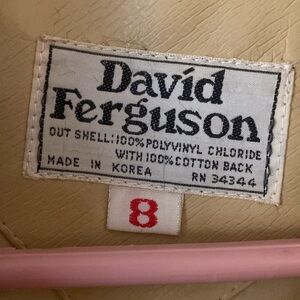 David
Ferguson
OUT SHELL:100% POLYVINYL CHLORIDE
WITH 100% COTTON BACK
MADE IN KOREA RN 34344
8